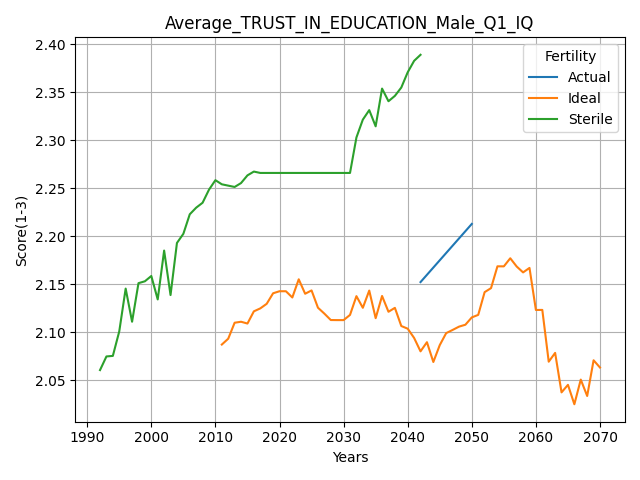 Average_TRUST_IN_EDUCATION_Male_Q1_IQ
2.40
2.35
2.30
2.25
2.20
2.15
2.10
2.05
Score(1-3)
Fertility
Actual
Ideal
Sterile
1990 2000 2010 2020 2030 2040 2050 2060 2070
Years